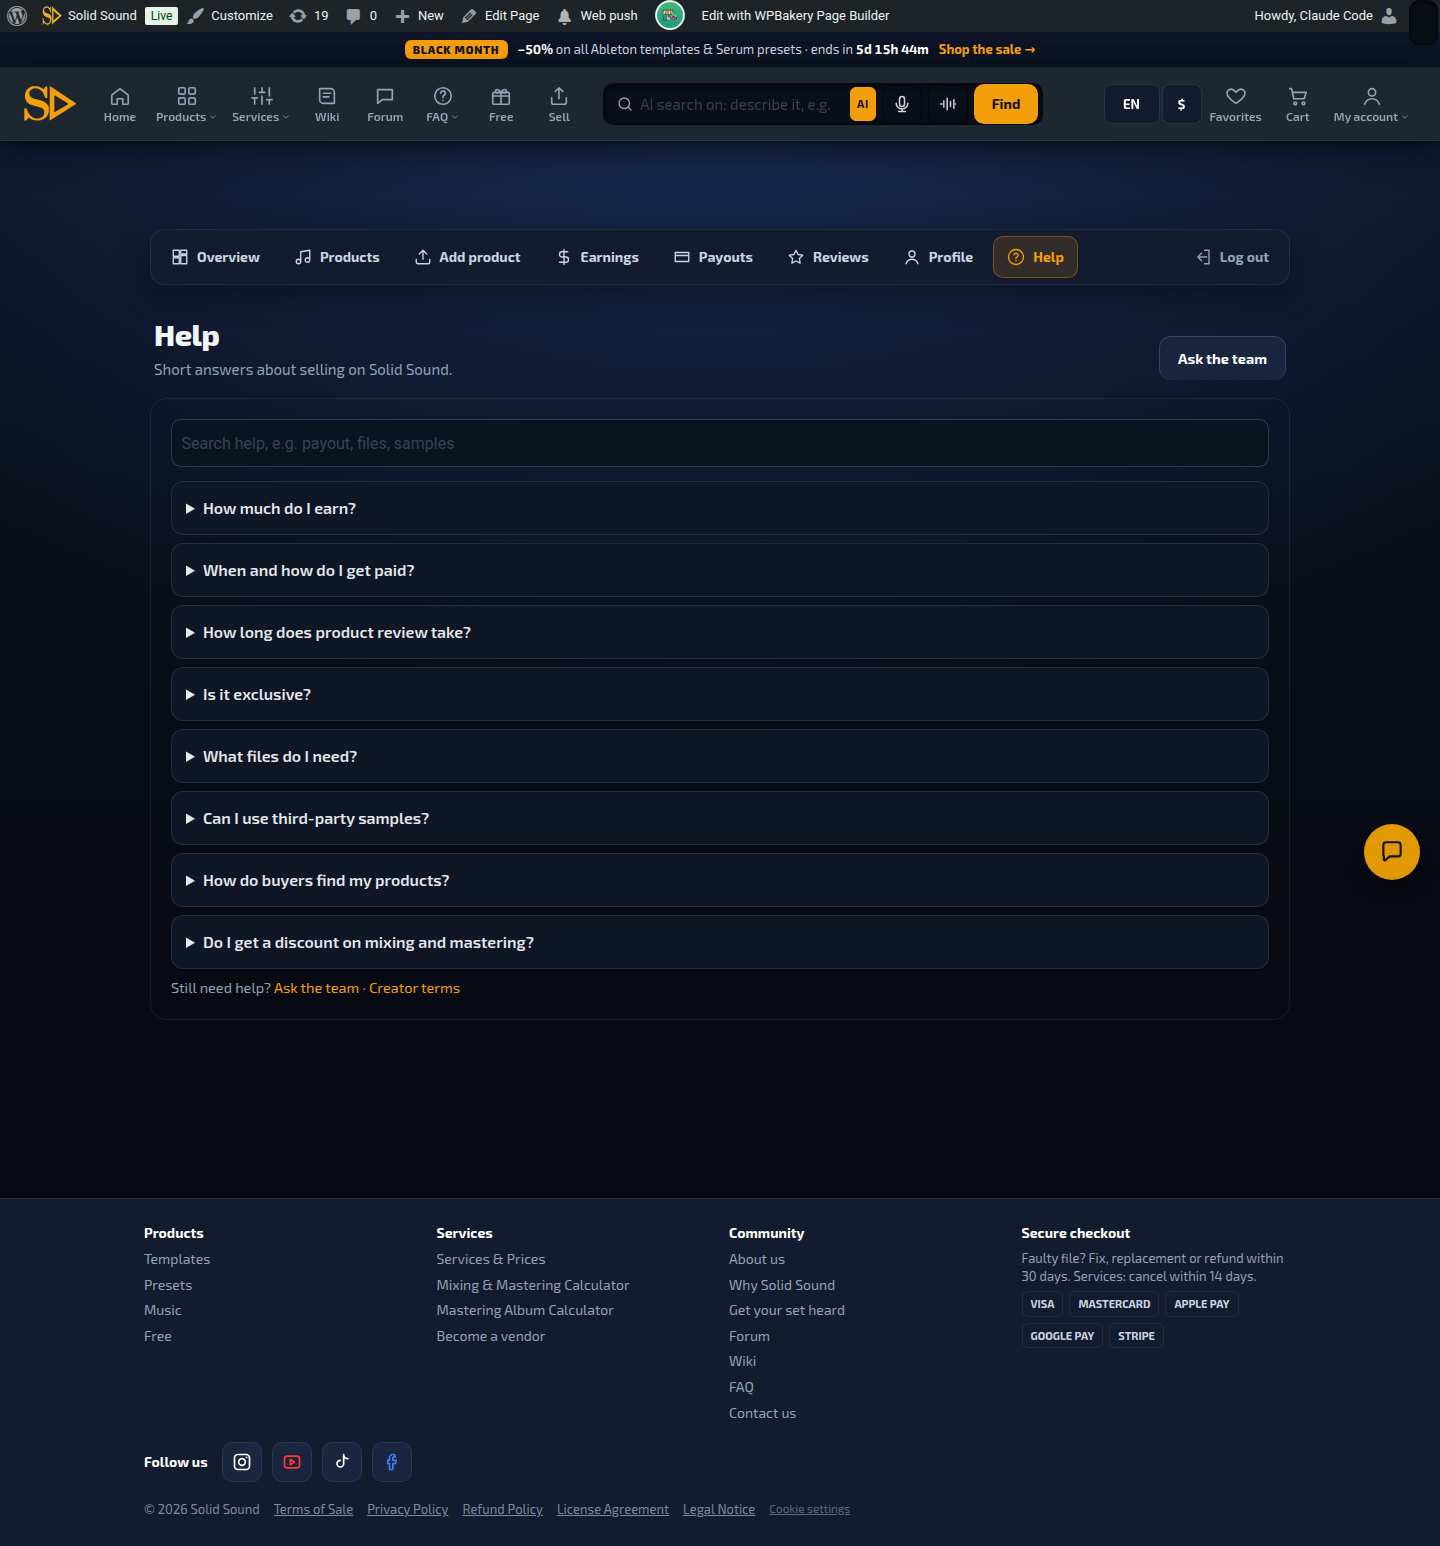 Solid Sound Live Customize 19 0 New Edit Page Web push Edit with WPBakery Page Builder Howdy, Claude Code
BLACK MONTH –50% on all Ableton templates & Serum presets · ends in 5d 15h 44m Shop the sale →
SD Home Products Services Wiki Forum FAQ Free Sell AI search on: describe it, e.g. AI Find EN $ Favorites Cart My account
Overview Products Add product Earnings Payouts Reviews Profile Help Log out
Help
Short answers about selling on Solid Sound.
Ask the team
Search help, e.g. payout, files, samples
How much do I earn?
When and how do I get paid?
How long does product review take?
Is it exclusive?
What files do I need?
Can I use third-party samples?
How do buyers find my products?
Do I get a discount on mixing and mastering?
Still need help? Ask the team · Creator terms
Products
Templates
Presets
Music
Free
Services
Services & Prices
Mixing & Mastering Calculator
Mastering Album Calculator
Become a vendor
Community
About us
Why Solid Sound
Get your set heard
Forum
Wiki
FAQ
Contact us
Secure checkout
Faulty file? Fix, replacement or refund within
30 days. Services: cancel within 14 days.
VISA MASTERCARD APPLE PAY
GOOGLE PAY STRIPE
Follow us
© 2026 Solid Sound Terms of Sale Privacy Policy Refund Policy License Agreement Legal Notice Cookie settings